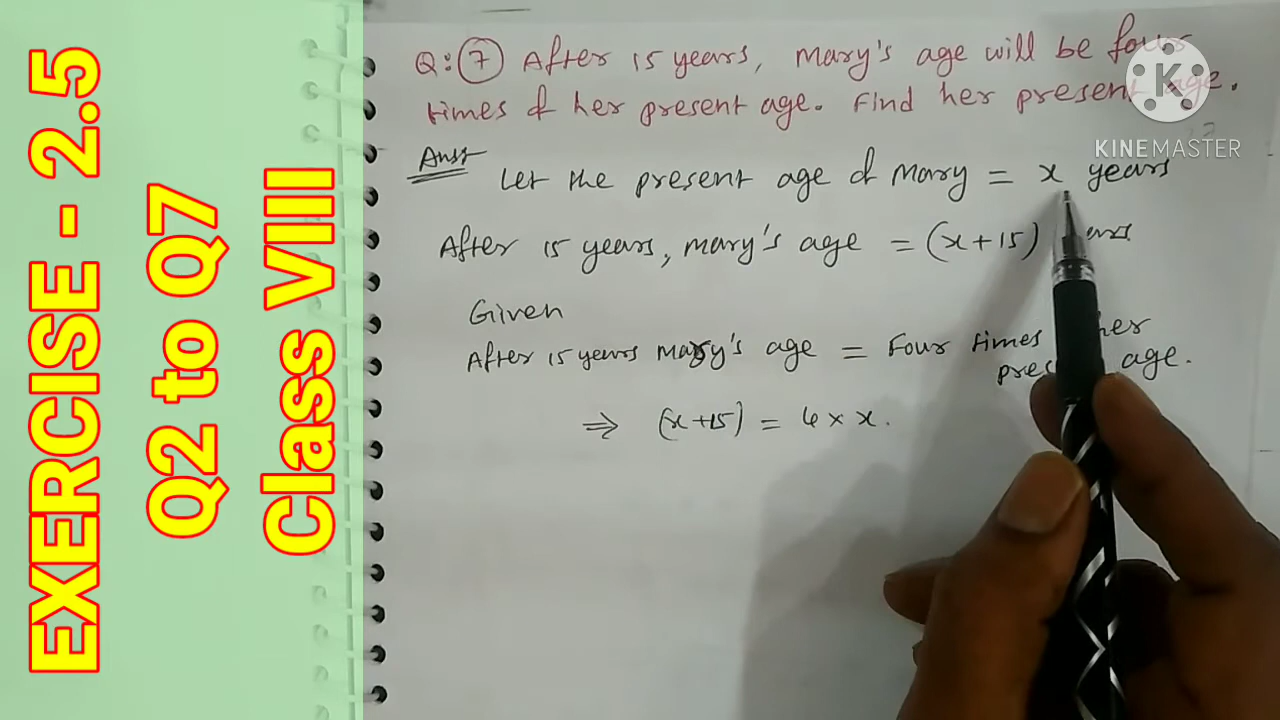 EXERCISE - 2.5
Q2 to Q7
Class VIII
Q:⑦ After 15 years, Mary's age will be four
times of her present age. Find her present age.
K
KINEMASTER
Ans:
Let the present age of Mary = x years
After 15 years, Mary's age = (x+15)
Given
After 15 years Mary's age = Four times her
age.
⇒ (x+15) = 4 × x.